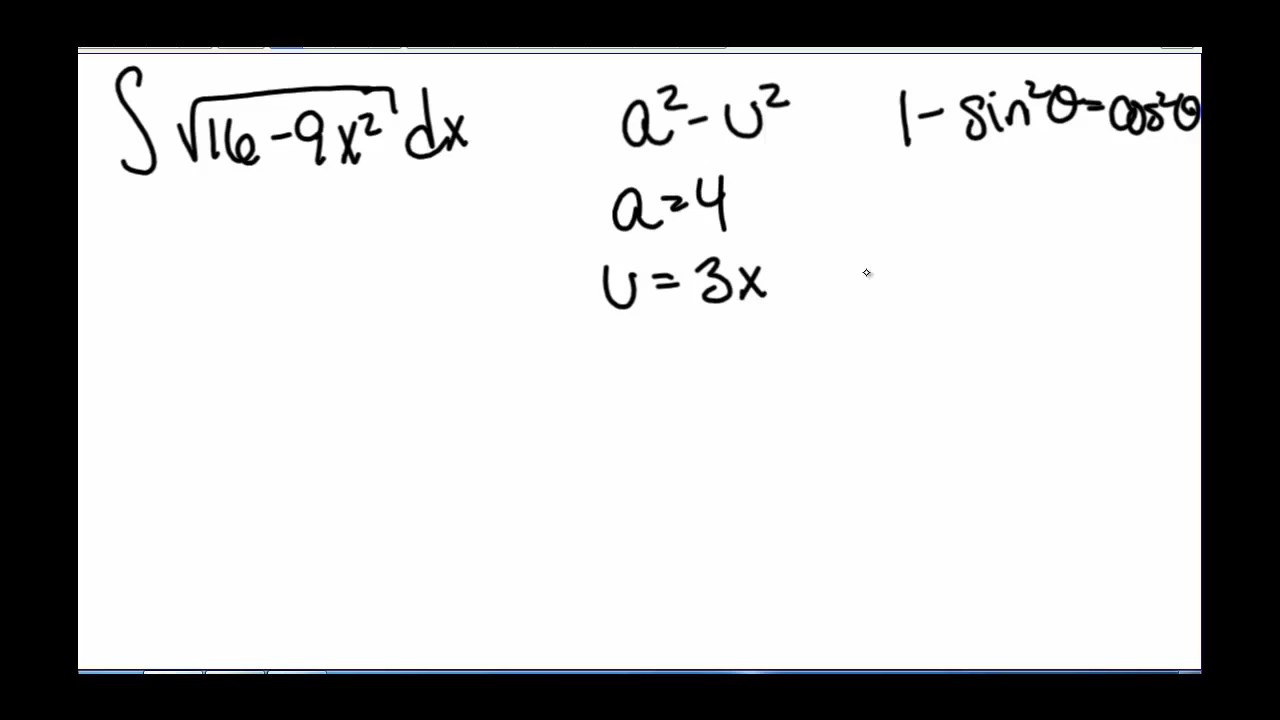 ∫ √16 - 9x² dx
a² - u²
a = 4
u = 3x
1 - sin²θ = cos²θ